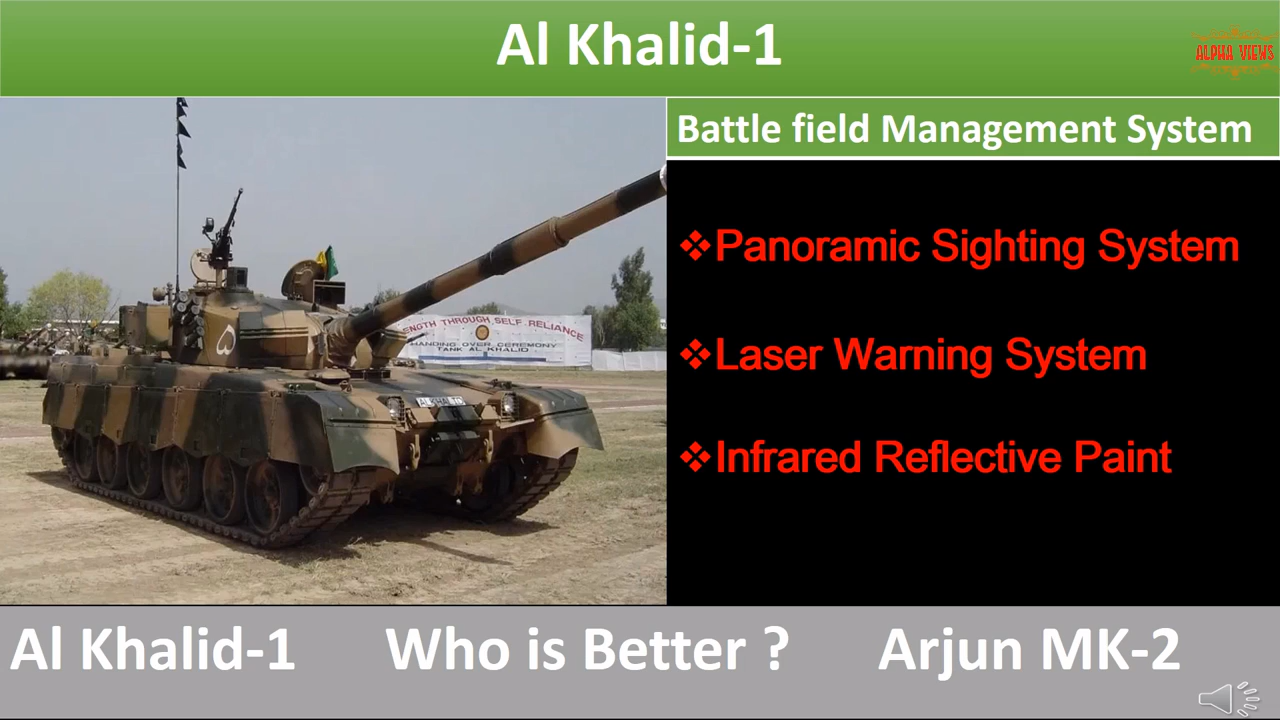 Al Khalid-1
ALPHA VIEWS
Battle field Management System
❖Panoramic Sighting System
❖Laser Warning System
❖Infrared Reflective Paint
ENGTH THROUGH SELF RELIANCE
HANDING OVER CEREMONY
TANK AL KHALID
Al Khalid-1 Who is Better ? Arjun MK-2